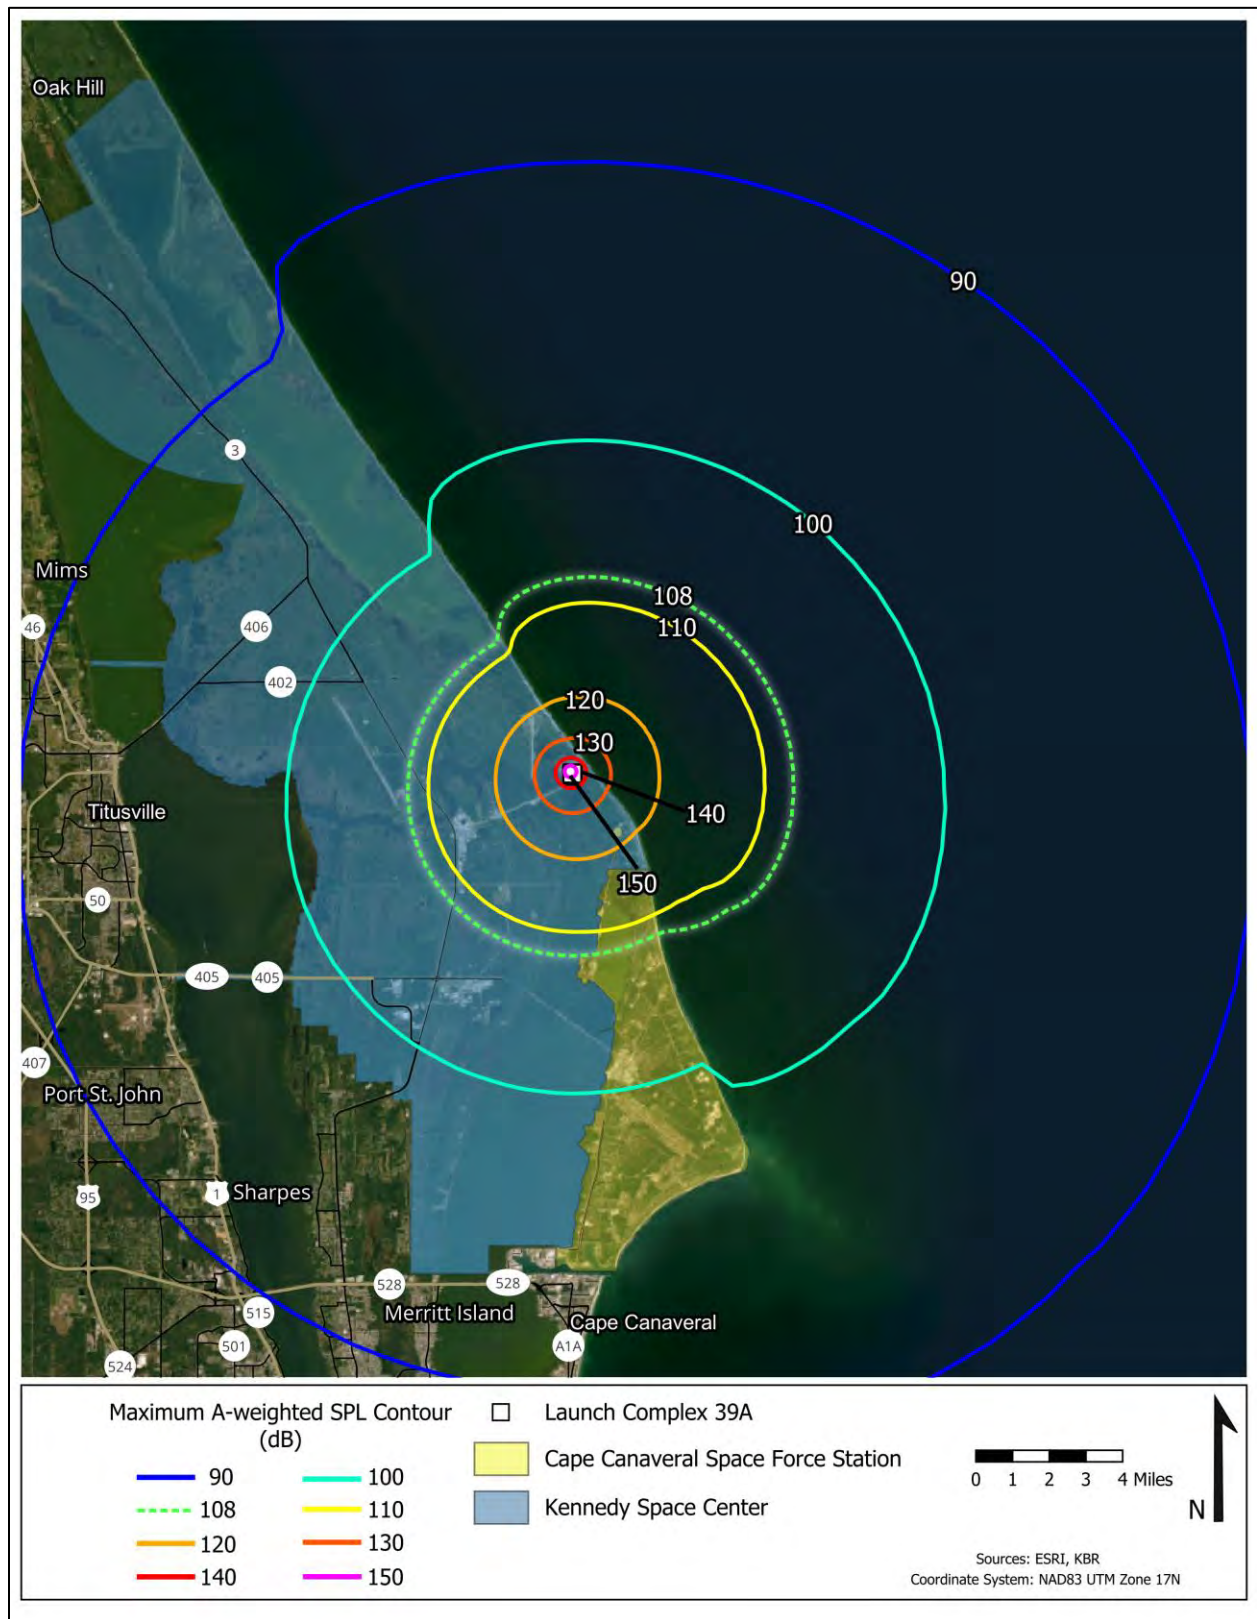 Oak Hill
90
3
100
Mims
108
46
406
110
402
120
130
140
Titusville
150
50
405
405
407
Port St. John
95
1
Sharpes
528
528
515
Merritt Island
Cape Canaveral
501
A1A
524
Maximum A-weighted SPL Contour
(dB)
90
100
108
110
120
130
140
150
Launch Complex 39A
Cape Canaveral Space Force Station
Kennedy Space Center
0 1 2 3 4 Miles
N
Sources: ESRI, KBR
Coordinate System: NAD83 UTM Zone 17N